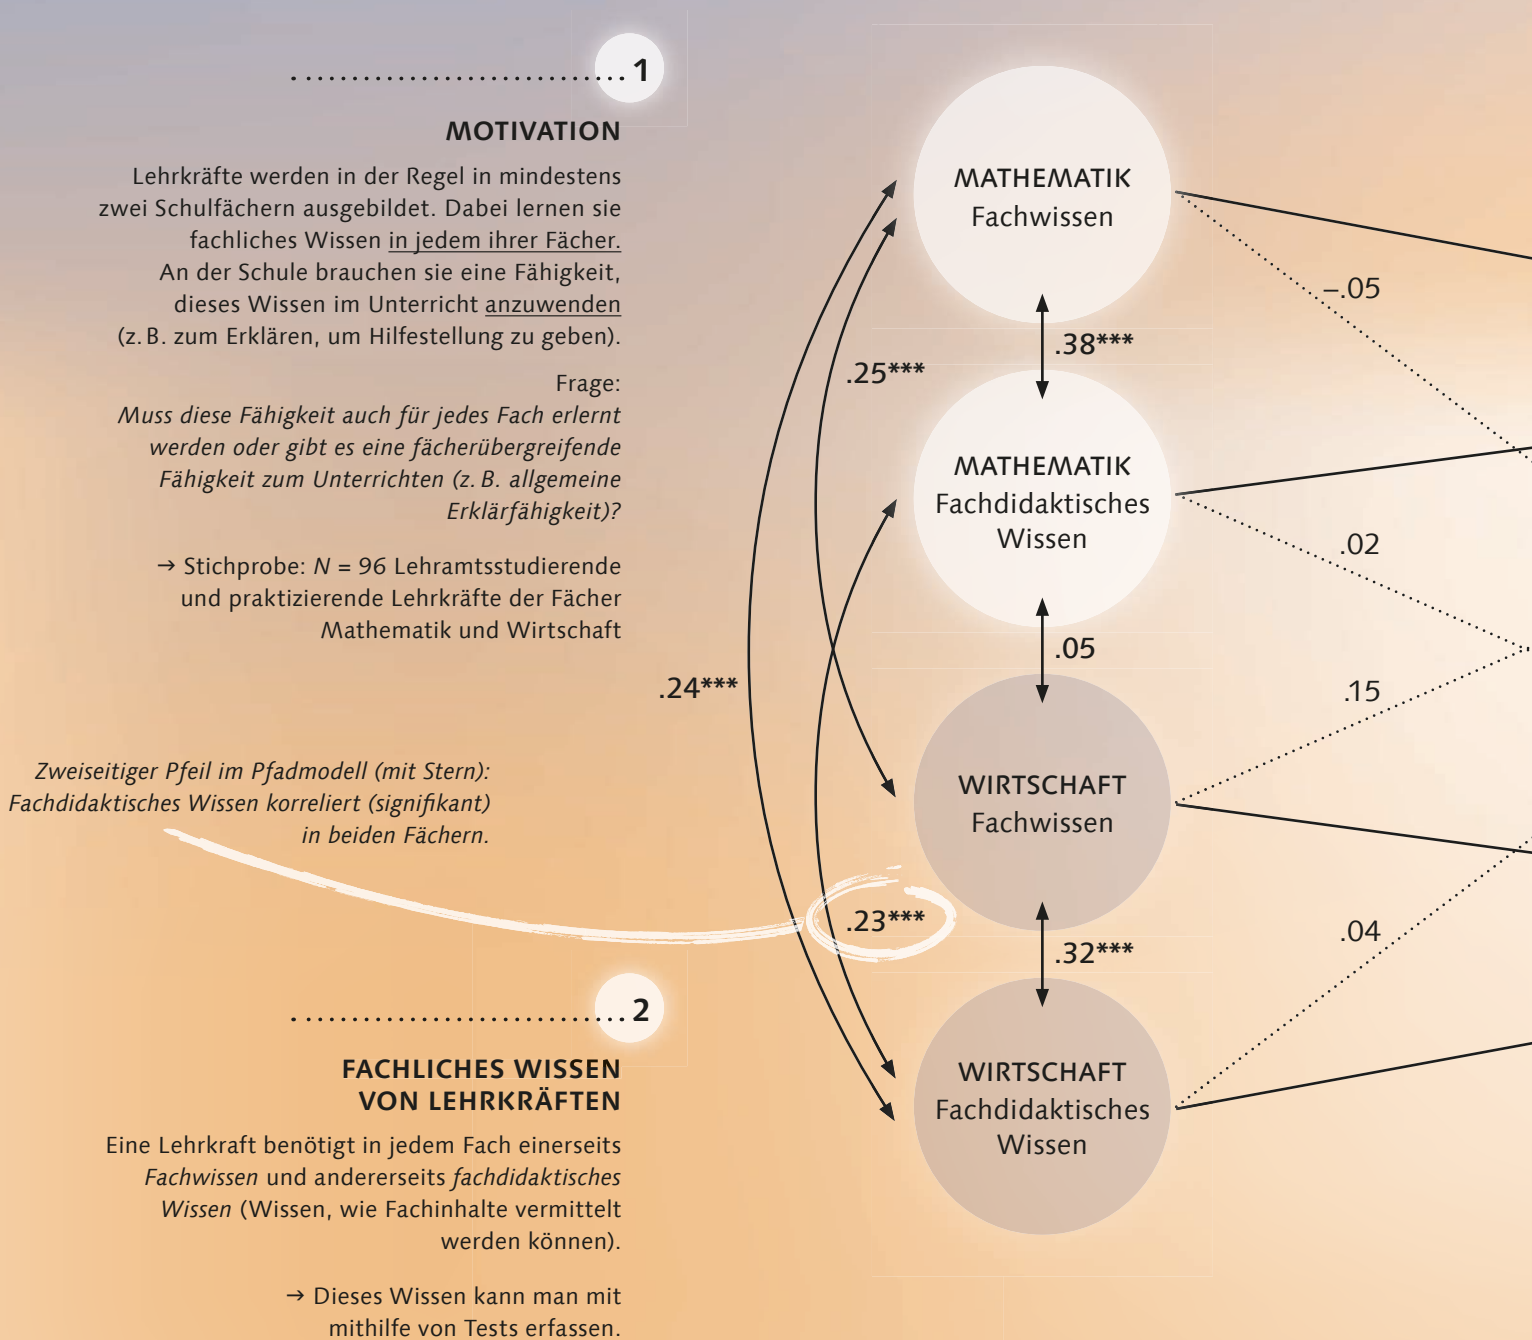 1
MOTIVATION
Lehrkräfte werden in der Regel in mindestens
zwei Schulfächern ausgebildet. Dabei lernen sie
fachliches Wissen in jedem ihrer Fächer.
An der Schule brauchen sie eine Fähigkeit,
dieses Wissen im Unterricht anzuwenden
(z. B. zum Erklären, um Hilfestellung zu geben).
Frage:
Muss diese Fähigkeit auch für jedes Fach erlernt
werden oder gibt es eine fächerübergreifende
Fähigkeit zum Unterrichten (z. B. allgemeine
Erklärfähigkeit)?
→ Stichprobe: N = 96 Lehramtsstudierende
und praktizierende Lehrkräfte der Fächer
Mathematik und Wirtschaft
Zweiseitiger Pfeil im Pfadmodell (mit Stern):
Fachdidaktisches Wissen korreliert (signifikant)
in beiden Fächern.
2
FACHLICHES WISSEN
VON LEHRKRÄFTEN
Eine Lehrkraft benötigt in jedem Fach einerseits
Fachwissen und andererseits fachdidaktisches
Wissen (Wissen, wie Fachinhalte vermittelt
werden können).
→ Dieses Wissen kann man mit
mithilfe von Tests erfassen.
MATHEMATIK
Fachwissen
–.05
.38***
.25***
MATHEMATIK
Fachdidaktisches
Wissen
.02
.05
.24***
.15
WIRTSCHAFT
Fachwissen
.23***
.32***
.04
WIRTSCHAFT
Fachdidaktisches
Wissen